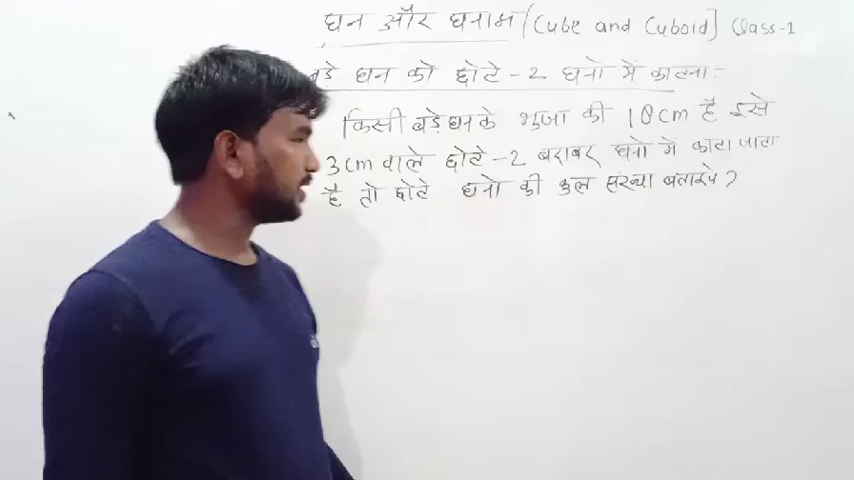 घन और घनाभ (Cube and Cuboid) Class-1
बड़े घन को छोटे-2 घनो में काटना:-
किसी बड़े घन के भुजा की 18cm है इसे
3cm वाले छोटे-2 बराबर घनो में काटा जाता
है तो छोटे घनो की कुल संख्या बताइये ?